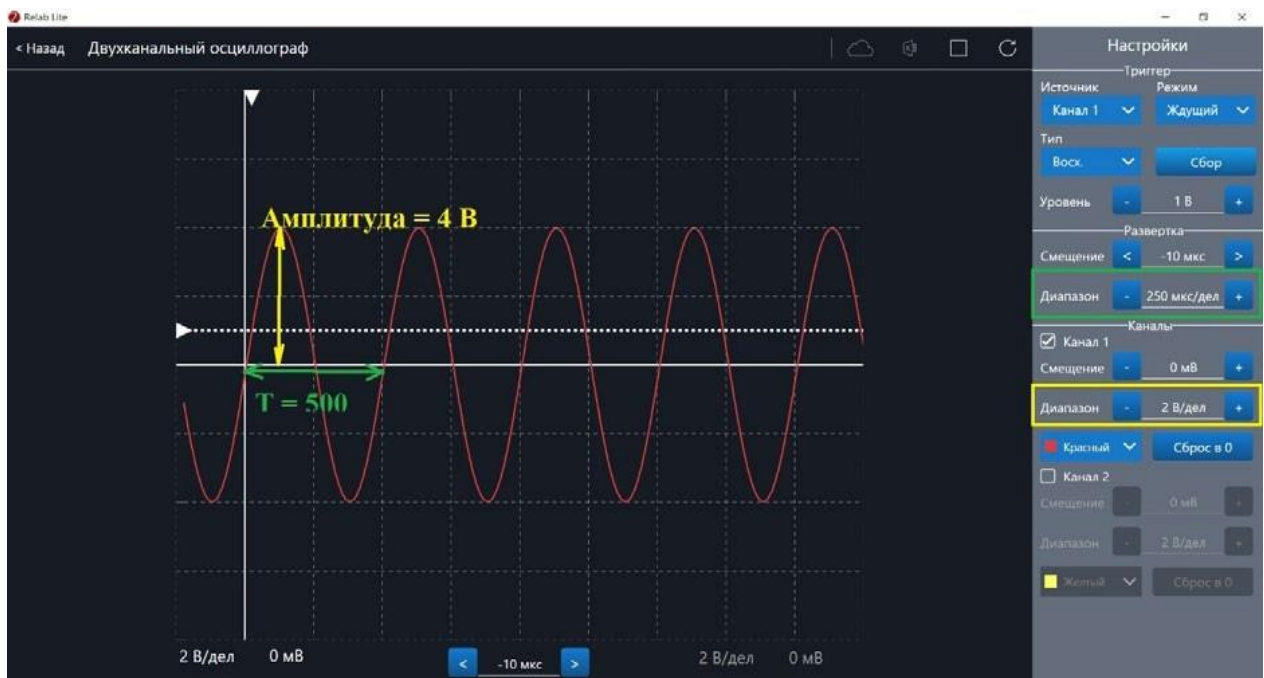 Relab Lite
< Назад Двухканальный осциллограф
Амплитуда = 4 В
T = 500
2 В/дел 0 мВ
< -10 мкс >
2 В/дел 0 мВ
Настройки
Триггер
Источник Режим
Канал 1 Ждущий
Тип
Восх. Сбор
Уровень - 1 В +
Развертка
Смещение < -10 мкс >
Диапазон - 250 мкс/дел +
Каналы
Канал 1
Смещение - 0 мВ +
Диапазон - 2 В/дел +
Красный Сброс в 0
Канал 2
Смещение - 0 мВ +
Диапазон - 2 В/дел +
Желтый Сброс в 0